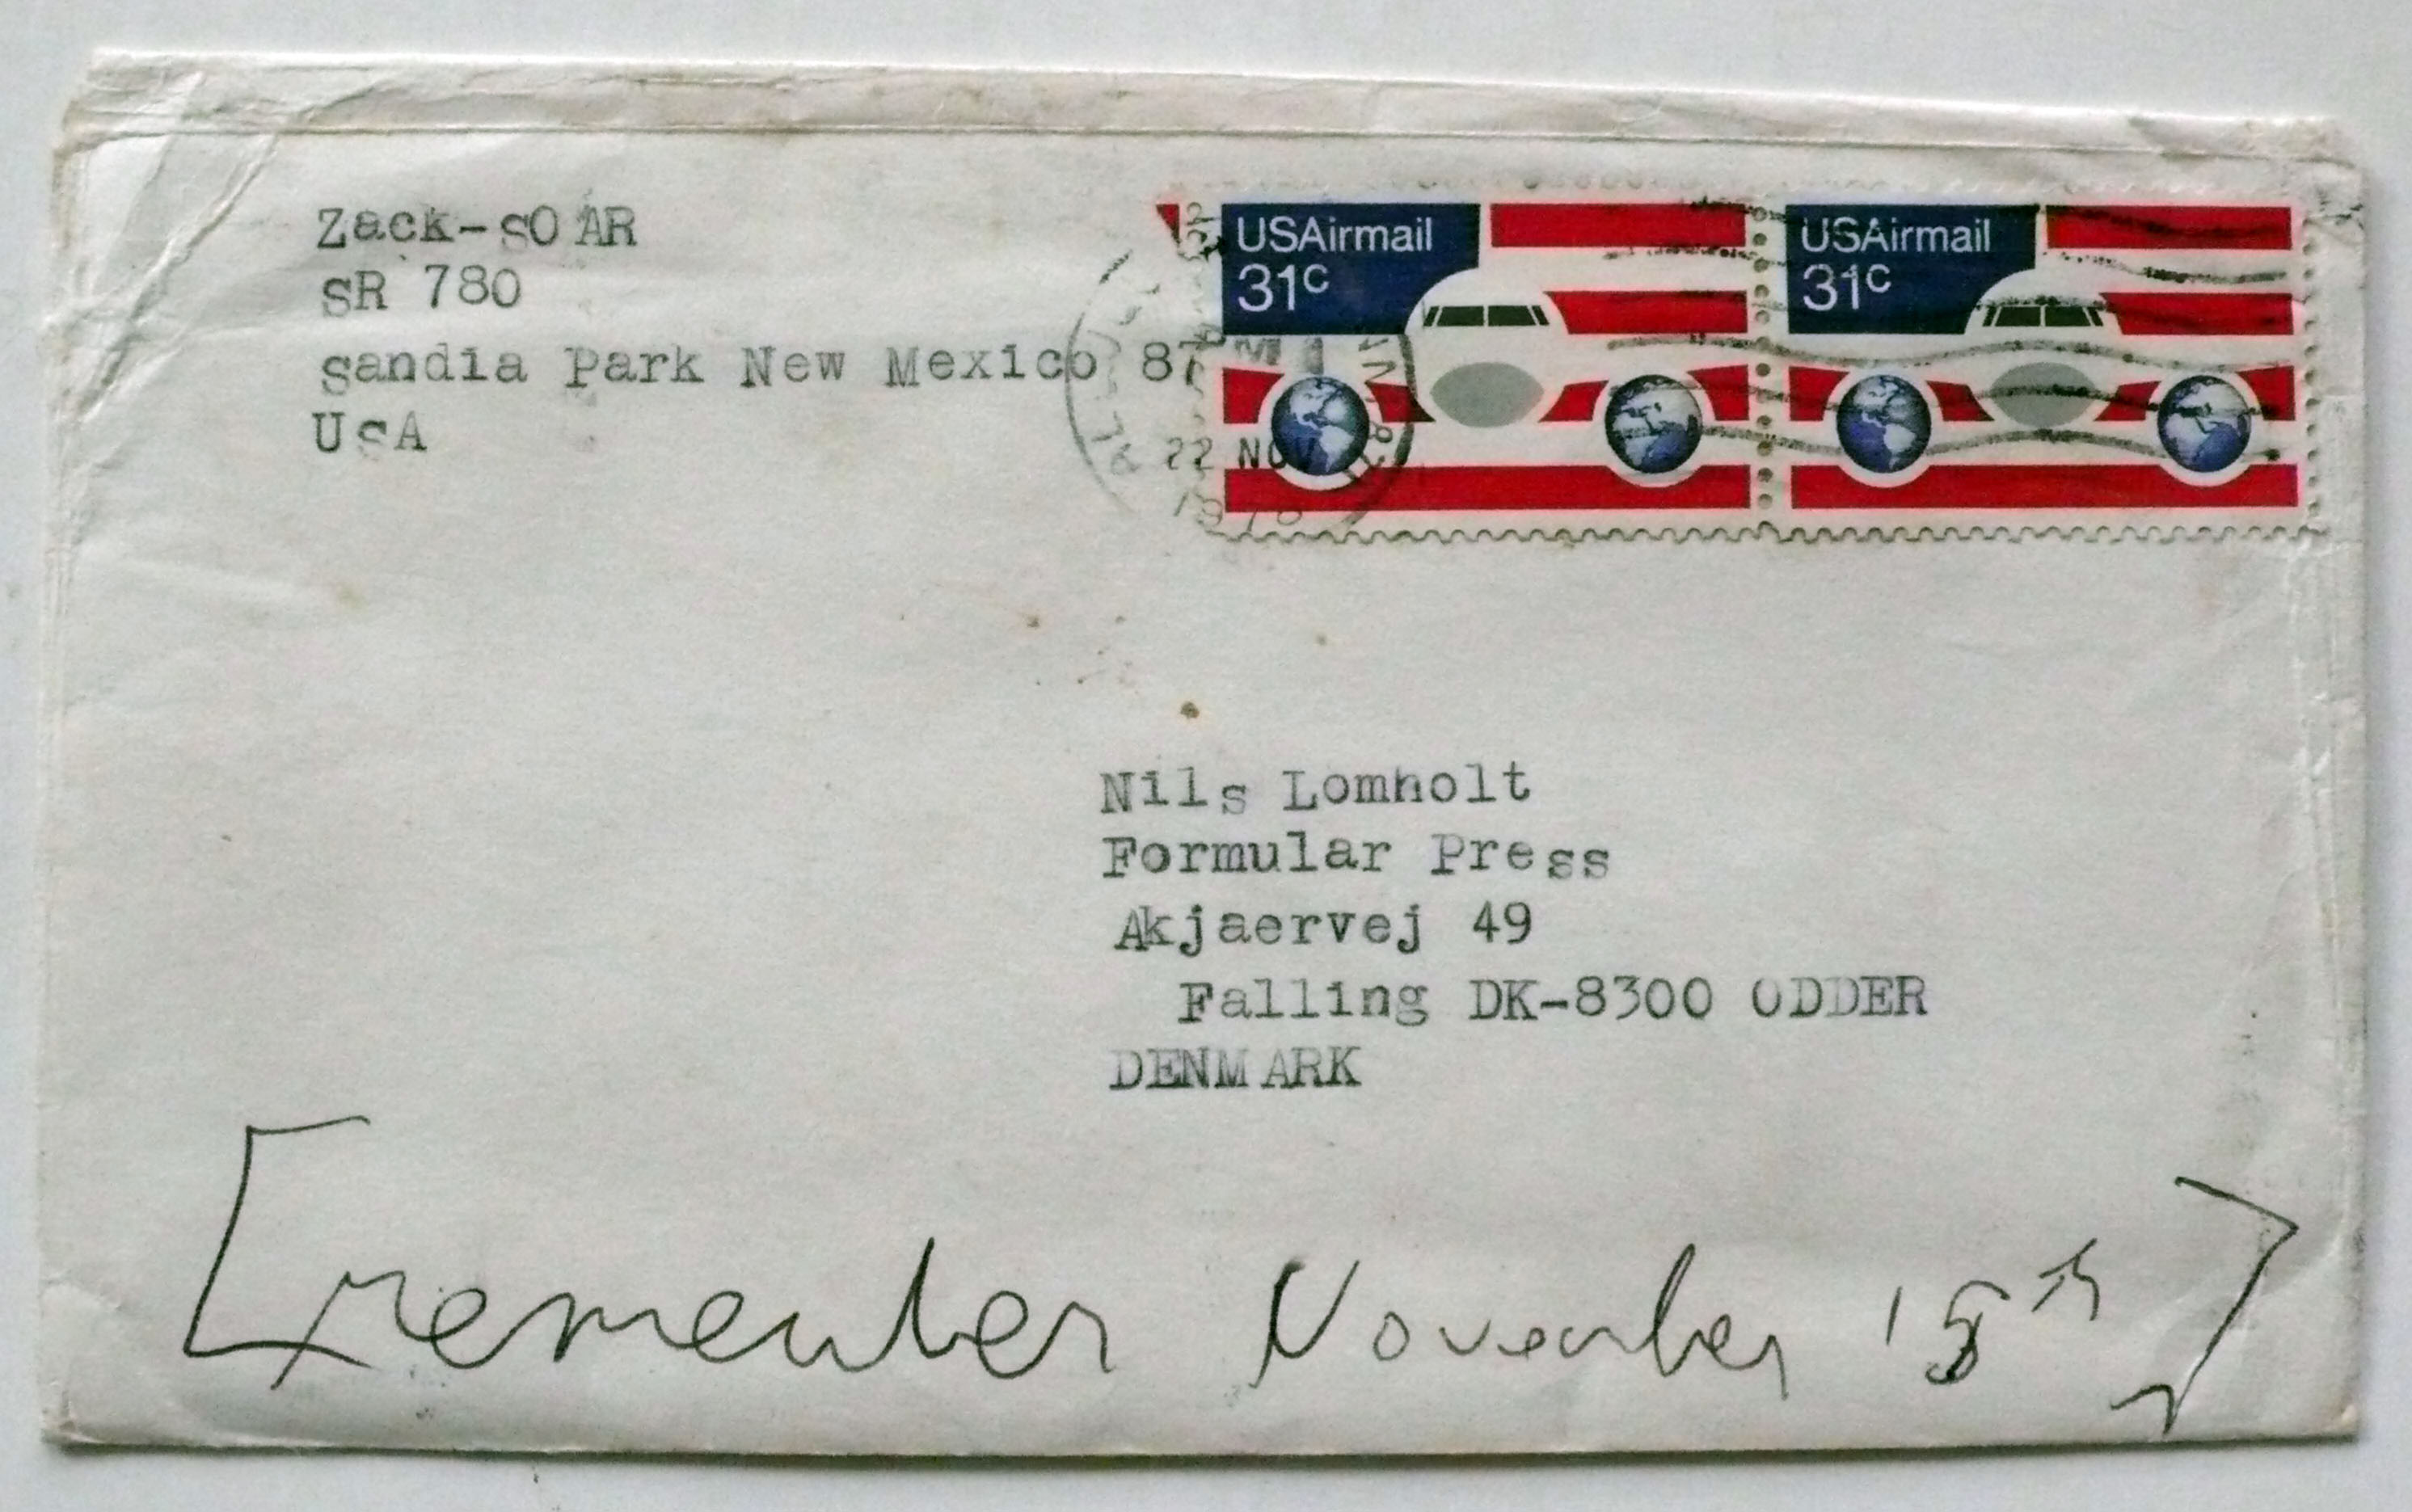 Zack-sOAR
SR 780
sandia Park New Mexico 87
UsA
USAirmail
31c
USAirmail
31c
22 NOV
Nils Lomholt
Formular Press
Akjaervej 49
Falling DK-8300 ODDER
DENMARK
[remember November 18th]